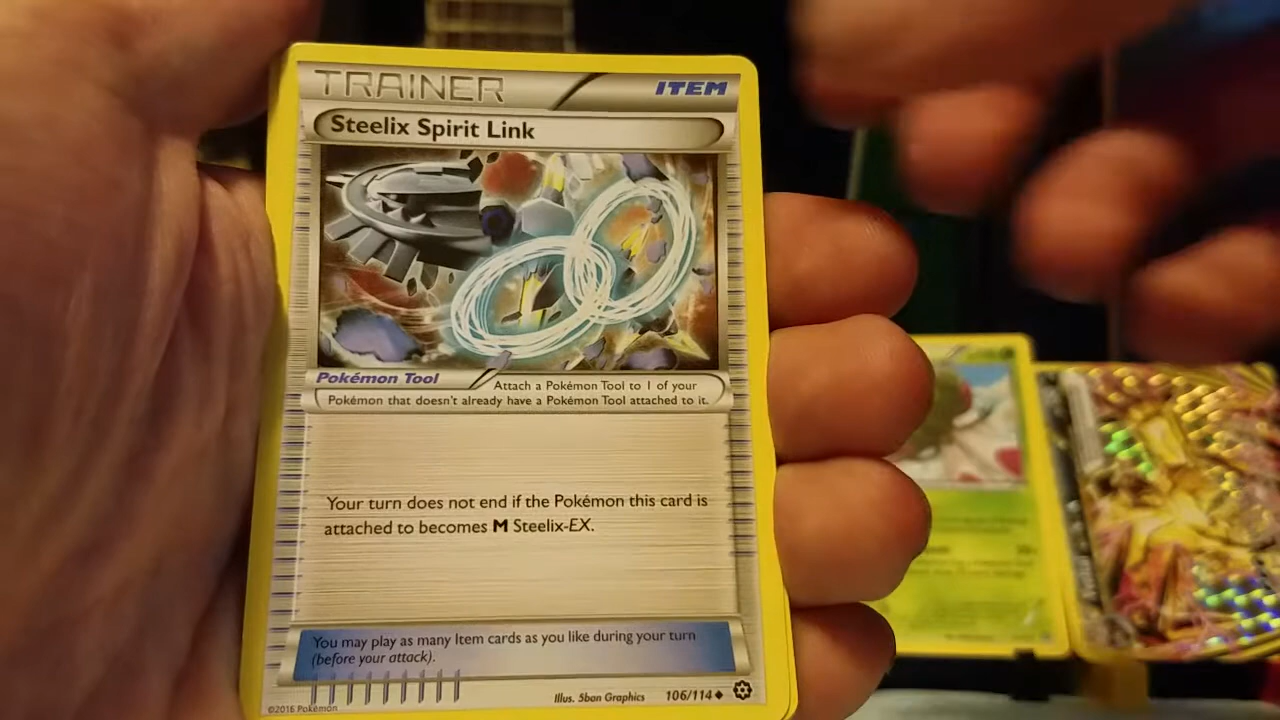 TRAINER
ITEM
Steelix Spirit Link
Pokémon Tool
Attach a Pokémon Tool to 1 of your
Pokémon that doesn't already have a Pokémon Tool attached to it.
Your turn does not end if the Pokémon this card is
attached to becomes M Steelix-EX.
You may play as many Item cards as you like during your turn
(before your attack).
Illus. 5ban Graphics
106/114
©2016 Pokémon